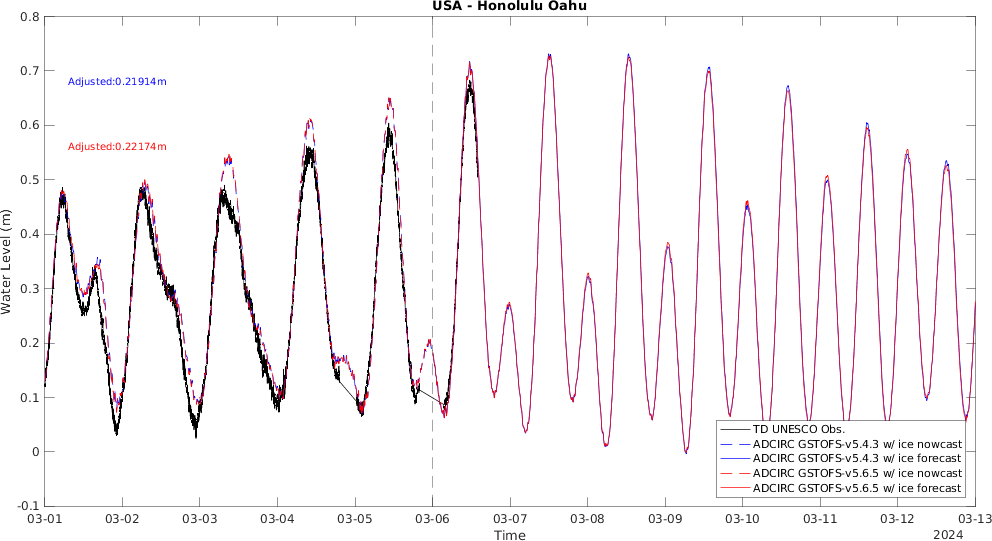 USA - Honolulu Oahu
0.8
0.7
0.6
0.5
0.4
0.3
0.2
0.1
0
-0.1
Water Level (m)
Adjusted:0.21914m
Adjusted:0.22174m
TD UNESCO Obs.
ADCIRC GSTOFS-v5.4.3 w/ ice nowcast
ADCIRC GSTOFS-v5.4.3 w/ ice forecast
ADCIRC GSTOFS-v5.6.5 w/ ice nowcast
ADCIRC GSTOFS-v5.6.5 w/ ice forecast
03-01 03-02 03-03 03-04 03-05 03-06 03-07 03-08 03-09 03-10 03-11 03-12 03-13
Time
2024